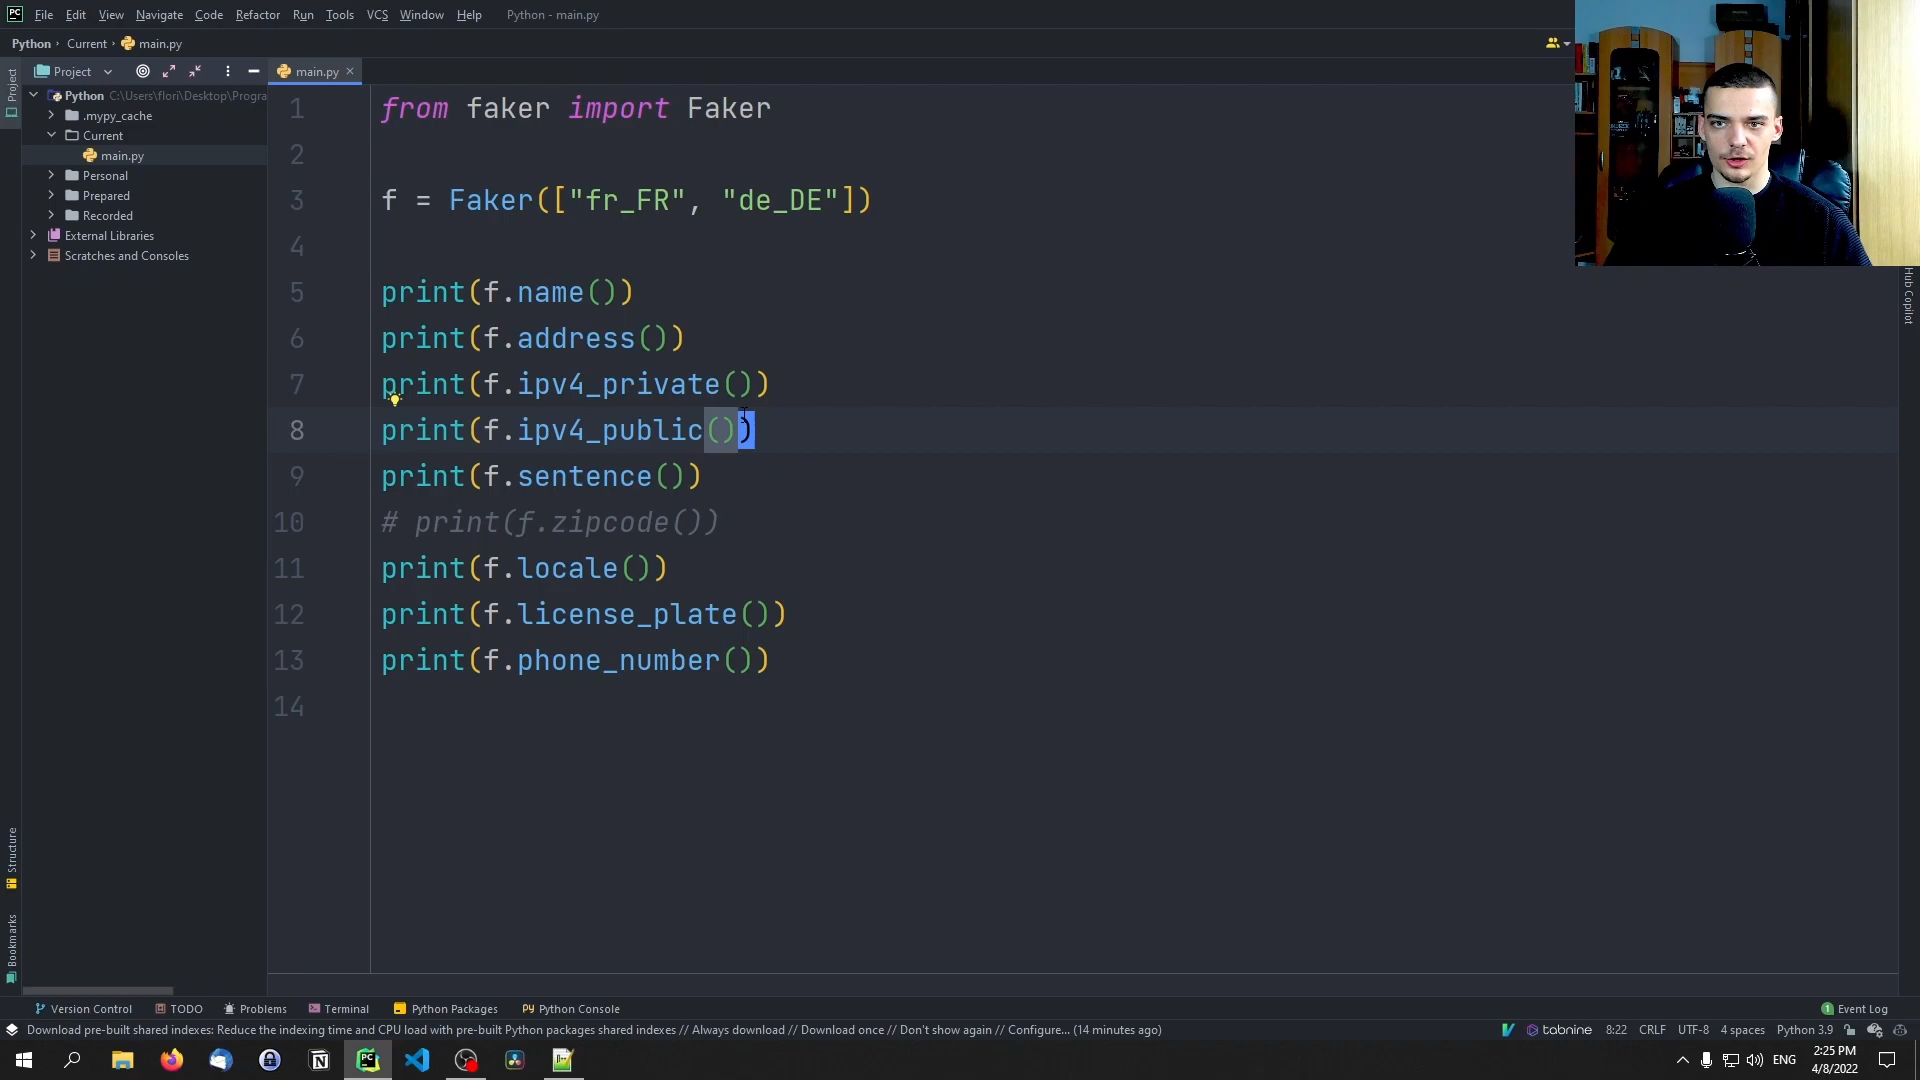 PC File Edit View Navigate Code Refactor Run Tools VCS Window Help Python - main.py
Python Current main.py
Project main.py
Project
Python C:\Users\flori\Desktop\Progra
.mypy_cache
Current
main.py
Personal
Prepared
Recorded
External Libraries
Scratches and Consoles
1 from faker import Faker
2
3 f = Faker(["fr_FR", "de_DE"])
4
5 print(f.name())
6 print(f.address())
7 print(f.ipv4_private())
8 print(f.ipv4_public())
9 print(f.sentence())
10 # print(f.zipcode())
11 print(f.locale())
12 print(f.license_plate())
13 print(f.phone_number())
14
Hub Copilot
Structure
Bookmarks
Version Control TODO Problems Terminal Python Packages Python Console 1 Event Log
Download pre-built shared indexes: Reduce the indexing time and CPU load with pre-built Python packages shared indexes // Always download // Download once // Don't show again // Configure... (14 minutes ago) tabnine 8:22 CRLF UTF-8 4 spaces Python 3.9
ENG 2:25 PM
4/8/2022